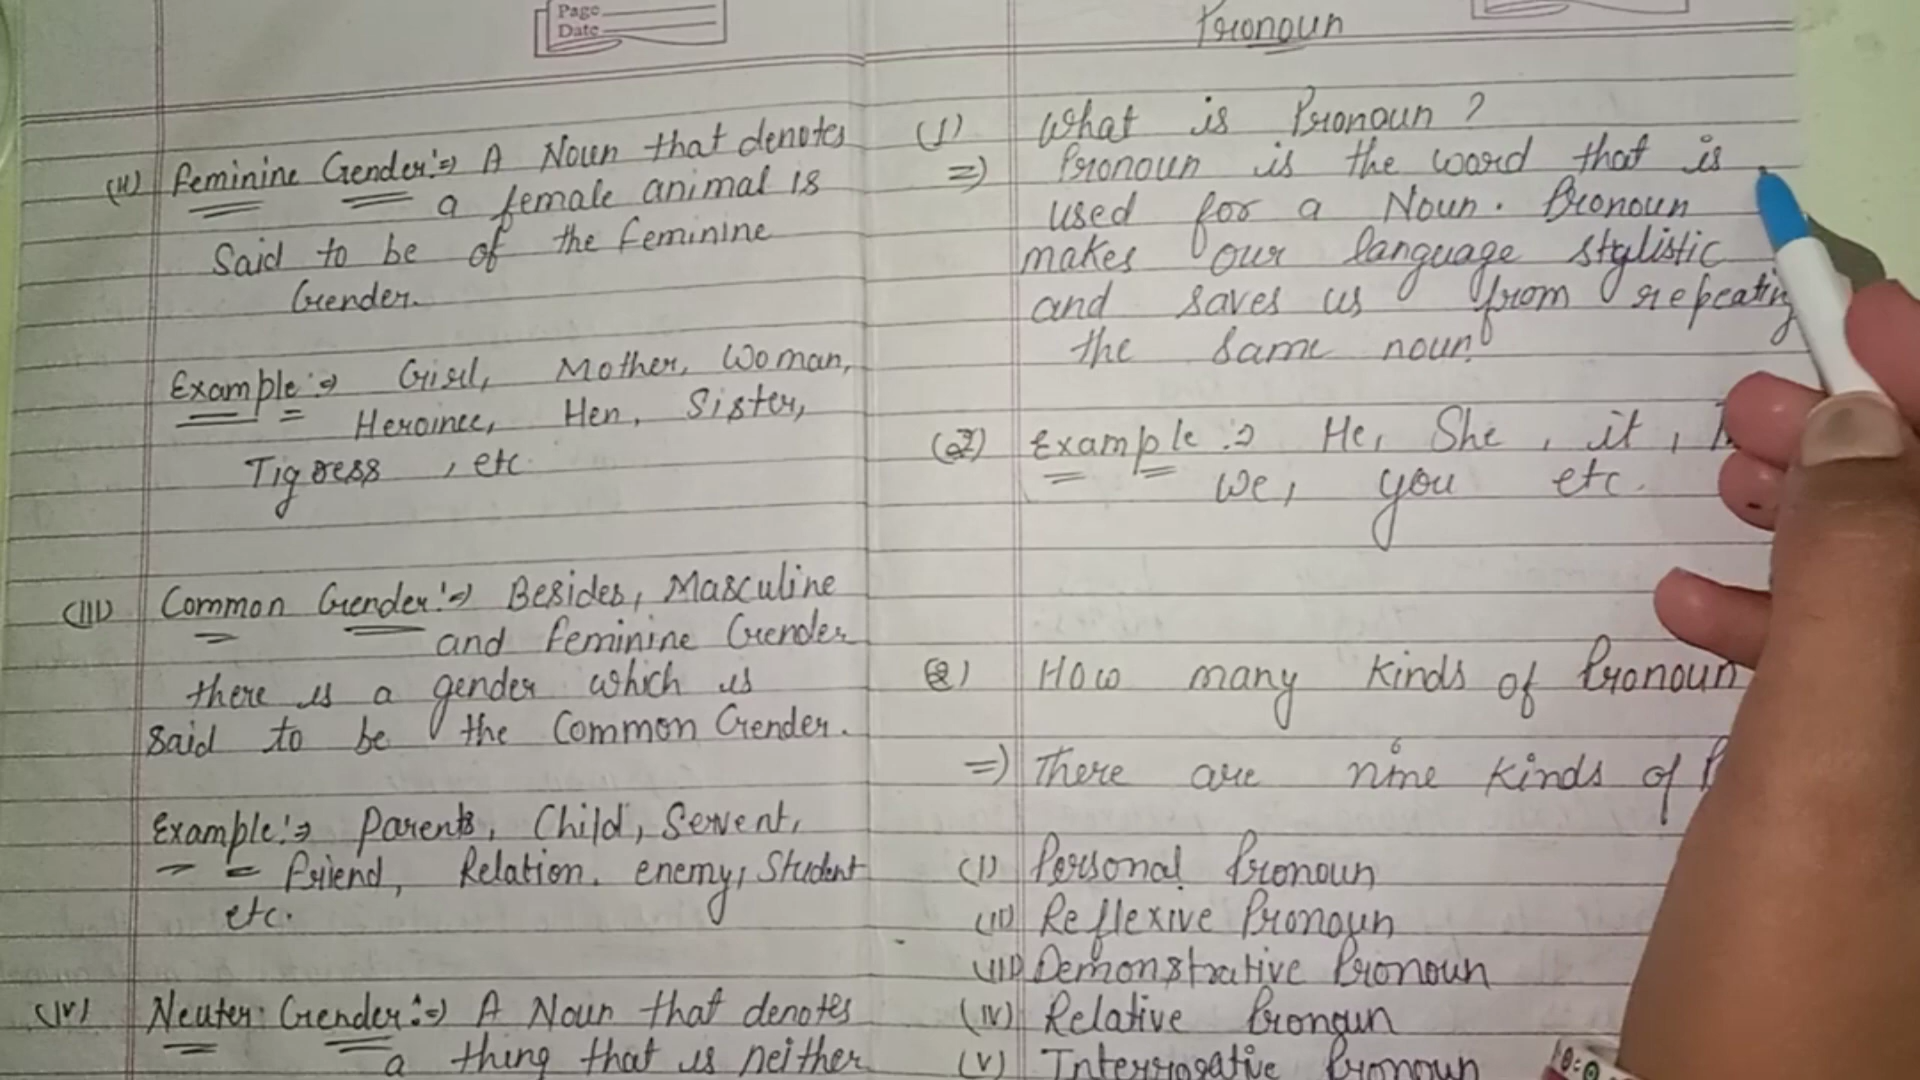 Page
Date
(II) Feminine Gender:⇒ A Noun that denotes
a female animal is
Said to be of the feminine
Gender.
Example:⇒ Girl, Mother, Woman,
Heroinee, Hen, Sister,
Tigress, etc.
(III) Common Gender:⇒ Besides, Masculine
and feminine Gender
there is a gender which is
said to be the Common Gender.
Example:⇒ Parents, Child, Servent,
friend, Relation, enemy, Student
etc.
(IV) Neuter Gender:⇒ A Noun that denotes
a thing that is neither
Pronoun
(1) What is Pronoun?
⇒) Pronoun is the word that is
used for a Noun. Pronoun
makes our language stylistic
and saves us from repeating
the same noun.
Example:⇒ He, She, it,
we, you etc.
(2) How many kinds of Pronoun
⇒) There are nine kinds of
(I) Personal Pronoun
(II) Reflexive Pronoun
(III) Demonstrative Pronoun
(IV) Relative Pronoun
(V) Interrogative Pronoun